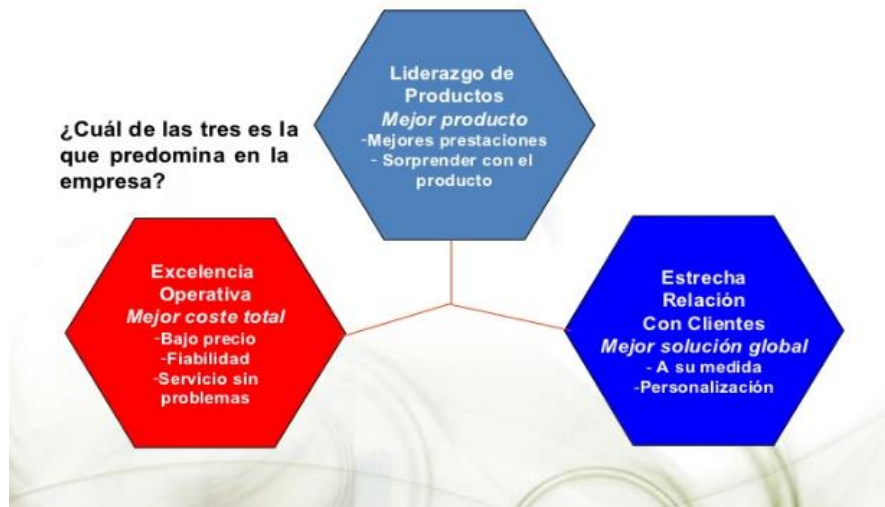 ¿Cuál de las tres es la
que predomina en la
empresa?
Liderazgo de
Productos
Mejor producto
-Mejores prestaciones
- Sorprender con el
producto
Excelencia
Operativa
Mejor coste total
-Bajo precio
-Fiabilidad
-Servicio sin
problemas
Estrecha
Relación
Con Clientes
Mejor solución global
- A su medida
-Personalización